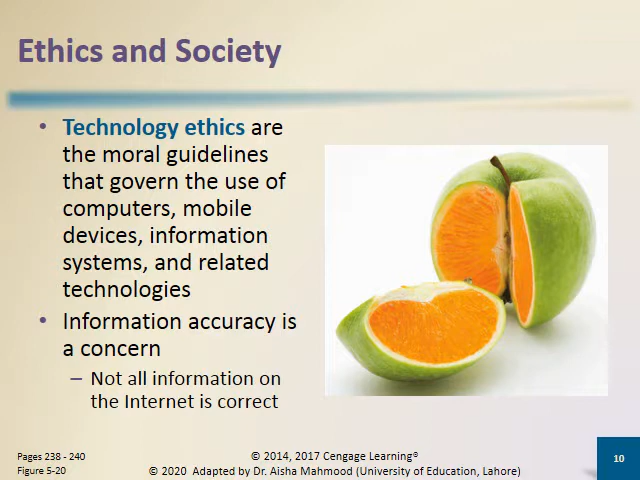 Ethics and Society
• Technology ethics are
the moral guidelines
that govern the use of
computers, mobile
devices, information
systems, and related
technologies
• Information accuracy is
a concern
– Not all information on
the Internet is correct
Pages 238 - 240
Figure 5-20
© 2014, 2017 Cengage Learning®
© 2020 Adapted by Dr. Aisha Mahmood (University of Education, Lahore)
10